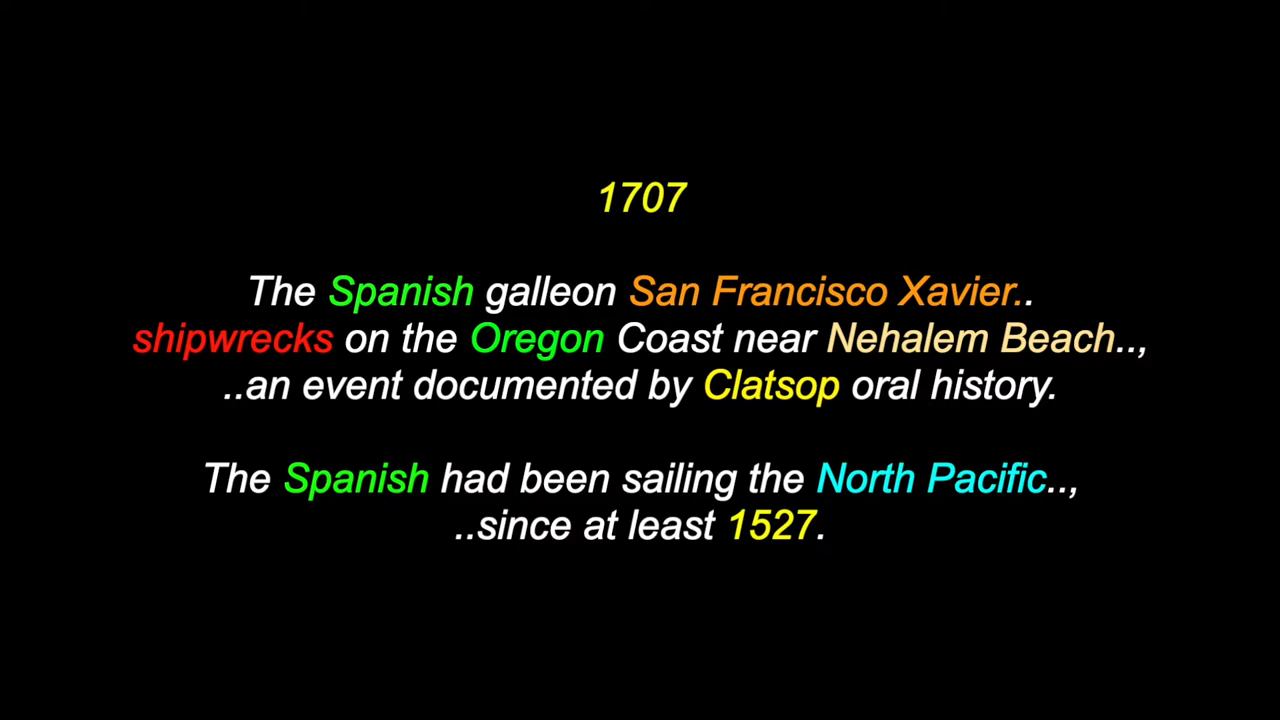 1707
The Spanish galleon San Francisco Xavier..
shipwrecks on the Oregon Coast near Nehalem Beach..,
..an event documented by Clatsop oral history.
The Spanish had been sailing the North Pacific..,
..since at least 1527.